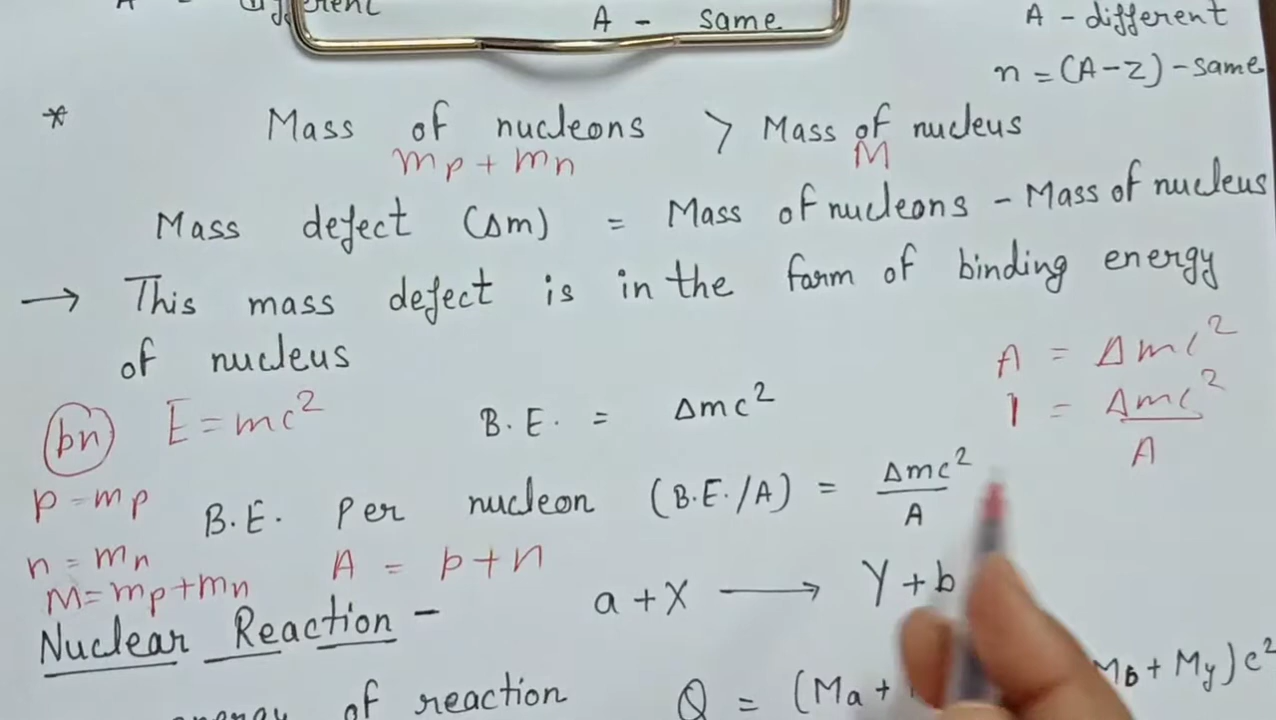 A - same
A - different
n = (A-Z) - same
* Mass of nucleons > Mass of nucleus
mp + mn M
Mass defect (Δm) = Mass of nucleons - Mass of nucleus
→ This mass defect is in the form of binding energy
of nucleus
A = Δmc²
(pn) E = mc² B.E. = Δmc²
1 = Δmc²/A
p = mp
B.E. Per nucleon (B.E./A) = Δmc²/A
n = mn A = p+n
M = mp+mn
a + X ⟶ Y + b
Nuclear Reaction -
of reaction Q = (Ma + + My)c²